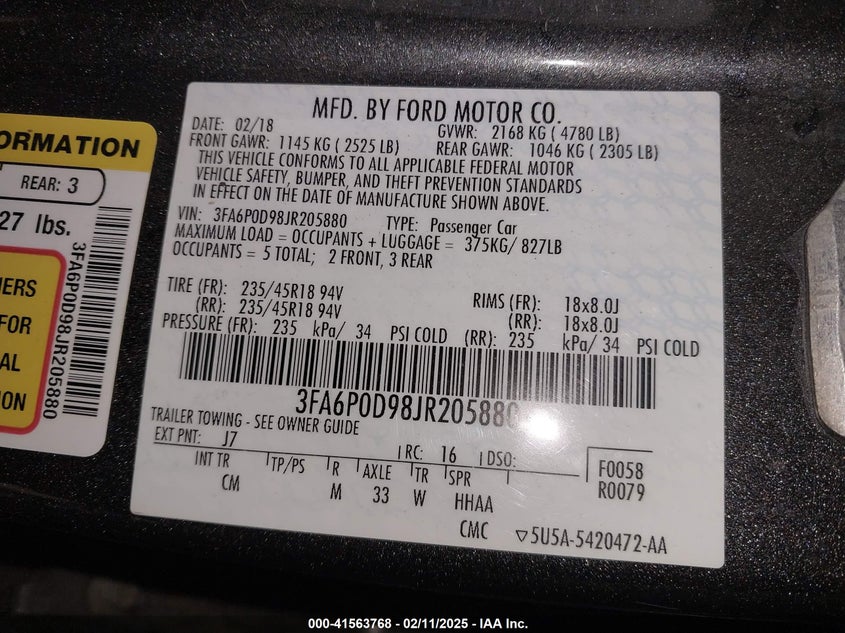 ORMATION
REAR: 3
27 lbs.
3FA6P0D98JR205880
ERS
FOR
AL
ION
MFD. BY FORD MOTOR CO.
DATE: 02/18 GVWR: 2168 KG (4780 LB)
FRONT GAWR: 1145 KG (2525 LB) REAR GAWR: 1046 KG (2305 LB)
THIS VEHICLE CONFORMS TO ALL APPLICABLE FEDERAL MOTOR
VEHICLE SAFETY, BUMPER, AND THEFT PREVENTION STANDARDS
IN EFFECT ON THE DATE OF MANUFACTURE SHOWN ABOVE.
VIN: 3FA6P0D98JR205880 TYPE: Passenger Car
MAXIMUM LOAD = OCCUPANTS + LUGGAGE = 375KG/ 827LB
OCCUPANTS = 5 TOTAL; 2 FRONT, 3 REAR
TIRE (FR): 235/45R18 94V RIMS (FR): 18x8.0J
(RR): 235/45R18 94V (RR): 18x8.0J
PRESSURE (FR): 235 kPa/ 34 PSI COLD (RR): 235 kPa/ 34 PSI COLD
3FA6P0D98JR205880
TRAILER TOWING - SEE OWNER GUIDE
EXT PNT: J7 RC: 16 DSO: F0058
R0079
INT TR TP/PS R AXLE TR SPR
CM M 33 W HHAA
CMC ▽5U5A-5420472-AA
000-41563768 - 02/11/2025 - IAA Inc.